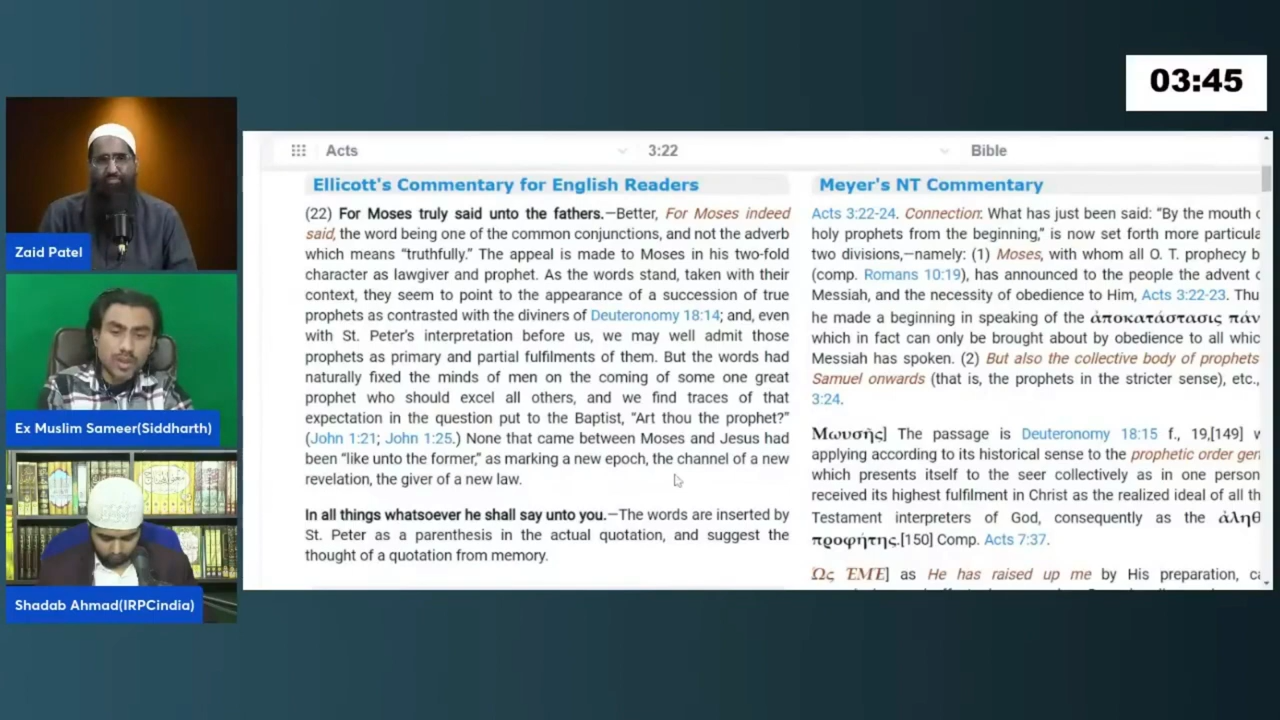 03:45
Zaid Patel
Ex Muslim Sameer(Siddharth)
Shadab Ahmad(IRPCindia)
Acts 3:22 Bible
Ellicott's Commentary for English Readers
(22) For Moses truly said unto the fathers.—Better, For Moses indeed
said, the word being one of the common conjunctions, and not the adverb
which means “truthfully.” The appeal is made to Moses in his two-fold
character as lawgiver and prophet. As the words stand, taken with their
context, they seem to point to the appearance of a succession of true
prophets as contrasted with the diviners of Deuteronomy 18:14; and, even
with St. Peter’s interpretation before us, we may well admit those
prophets as primary and partial fulfilments of them. But the words had
naturally fixed the minds of men on the coming of some one great
prophet who should excel all others, and we find traces of that
expectation in the question put to the Baptist, “Art thou the prophet?”
(John 1:21; John 1:25.) None that came between Moses and Jesus had
been “like unto the former,” as marking a new epoch, the channel of a new
revelation, the giver of a new law.
In all things whatsoever he shall say unto you.—The words are inserted by
St. Peter as a parenthesis in the actual quotation, and suggest the
thought of a quotation from memory.
Meyer's NT Commentary
Acts 3:22-24. Connection: What has just been said: “By the mouth
holy prophets from the beginning,” is now set forth more particula
two divisions,—namely: (1) Moses, with whom all O. T. prophecy b
(comp. Romans 10:19), has announced to the people the advent
Messiah, and the necessity of obedience to Him, Acts 3:22-23. Thu
he made a beginning in speaking of the ἀποκατάστασις πάν
which in fact can only be brought about by obedience to all whic
Messiah has spoken. (2) But also the collective body of prophets
Samuel onwards (that is, the prophets in the stricter sense), etc.,
3:24.
Μωυσῆς] The passage is Deuteronomy 18:15 f., 19,[149] w
applying according to its historical sense to the prophetic order gen
which presents itself to the seer collectively as in one person
received its highest fulfilment in Christ as the realized ideal of all th
Testament interpreters of God, consequently as the ἀληθ
προφήτης.[150] Comp. Acts 7:37.
Ὡς ἘΜΈ] as He has raised up me by His preparation, ca